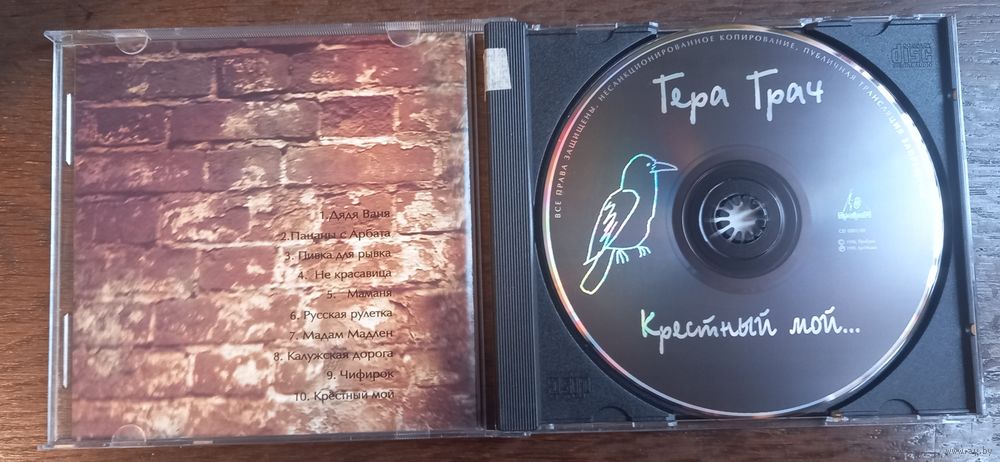 1.Дядя Ваня
2.Пацаны с Арбата
3. Пивка для рывка
4. Не красавица
5. Маманя
6. Русская рулетка
7. Мадам Мадлен
8. Калужская дорога
9. Чифирок
10. Крестный мой
ВСЕ ПРАВА ЗАЩИЩЕНЫ. НЕСАНКЦИОНИРОВАННОЕ КОПИРОВАНИЕ, ПУБЛИЧНАЯ ТРАНСЛЯЦИЯ
Гера Грач
Крестный мой...
disc